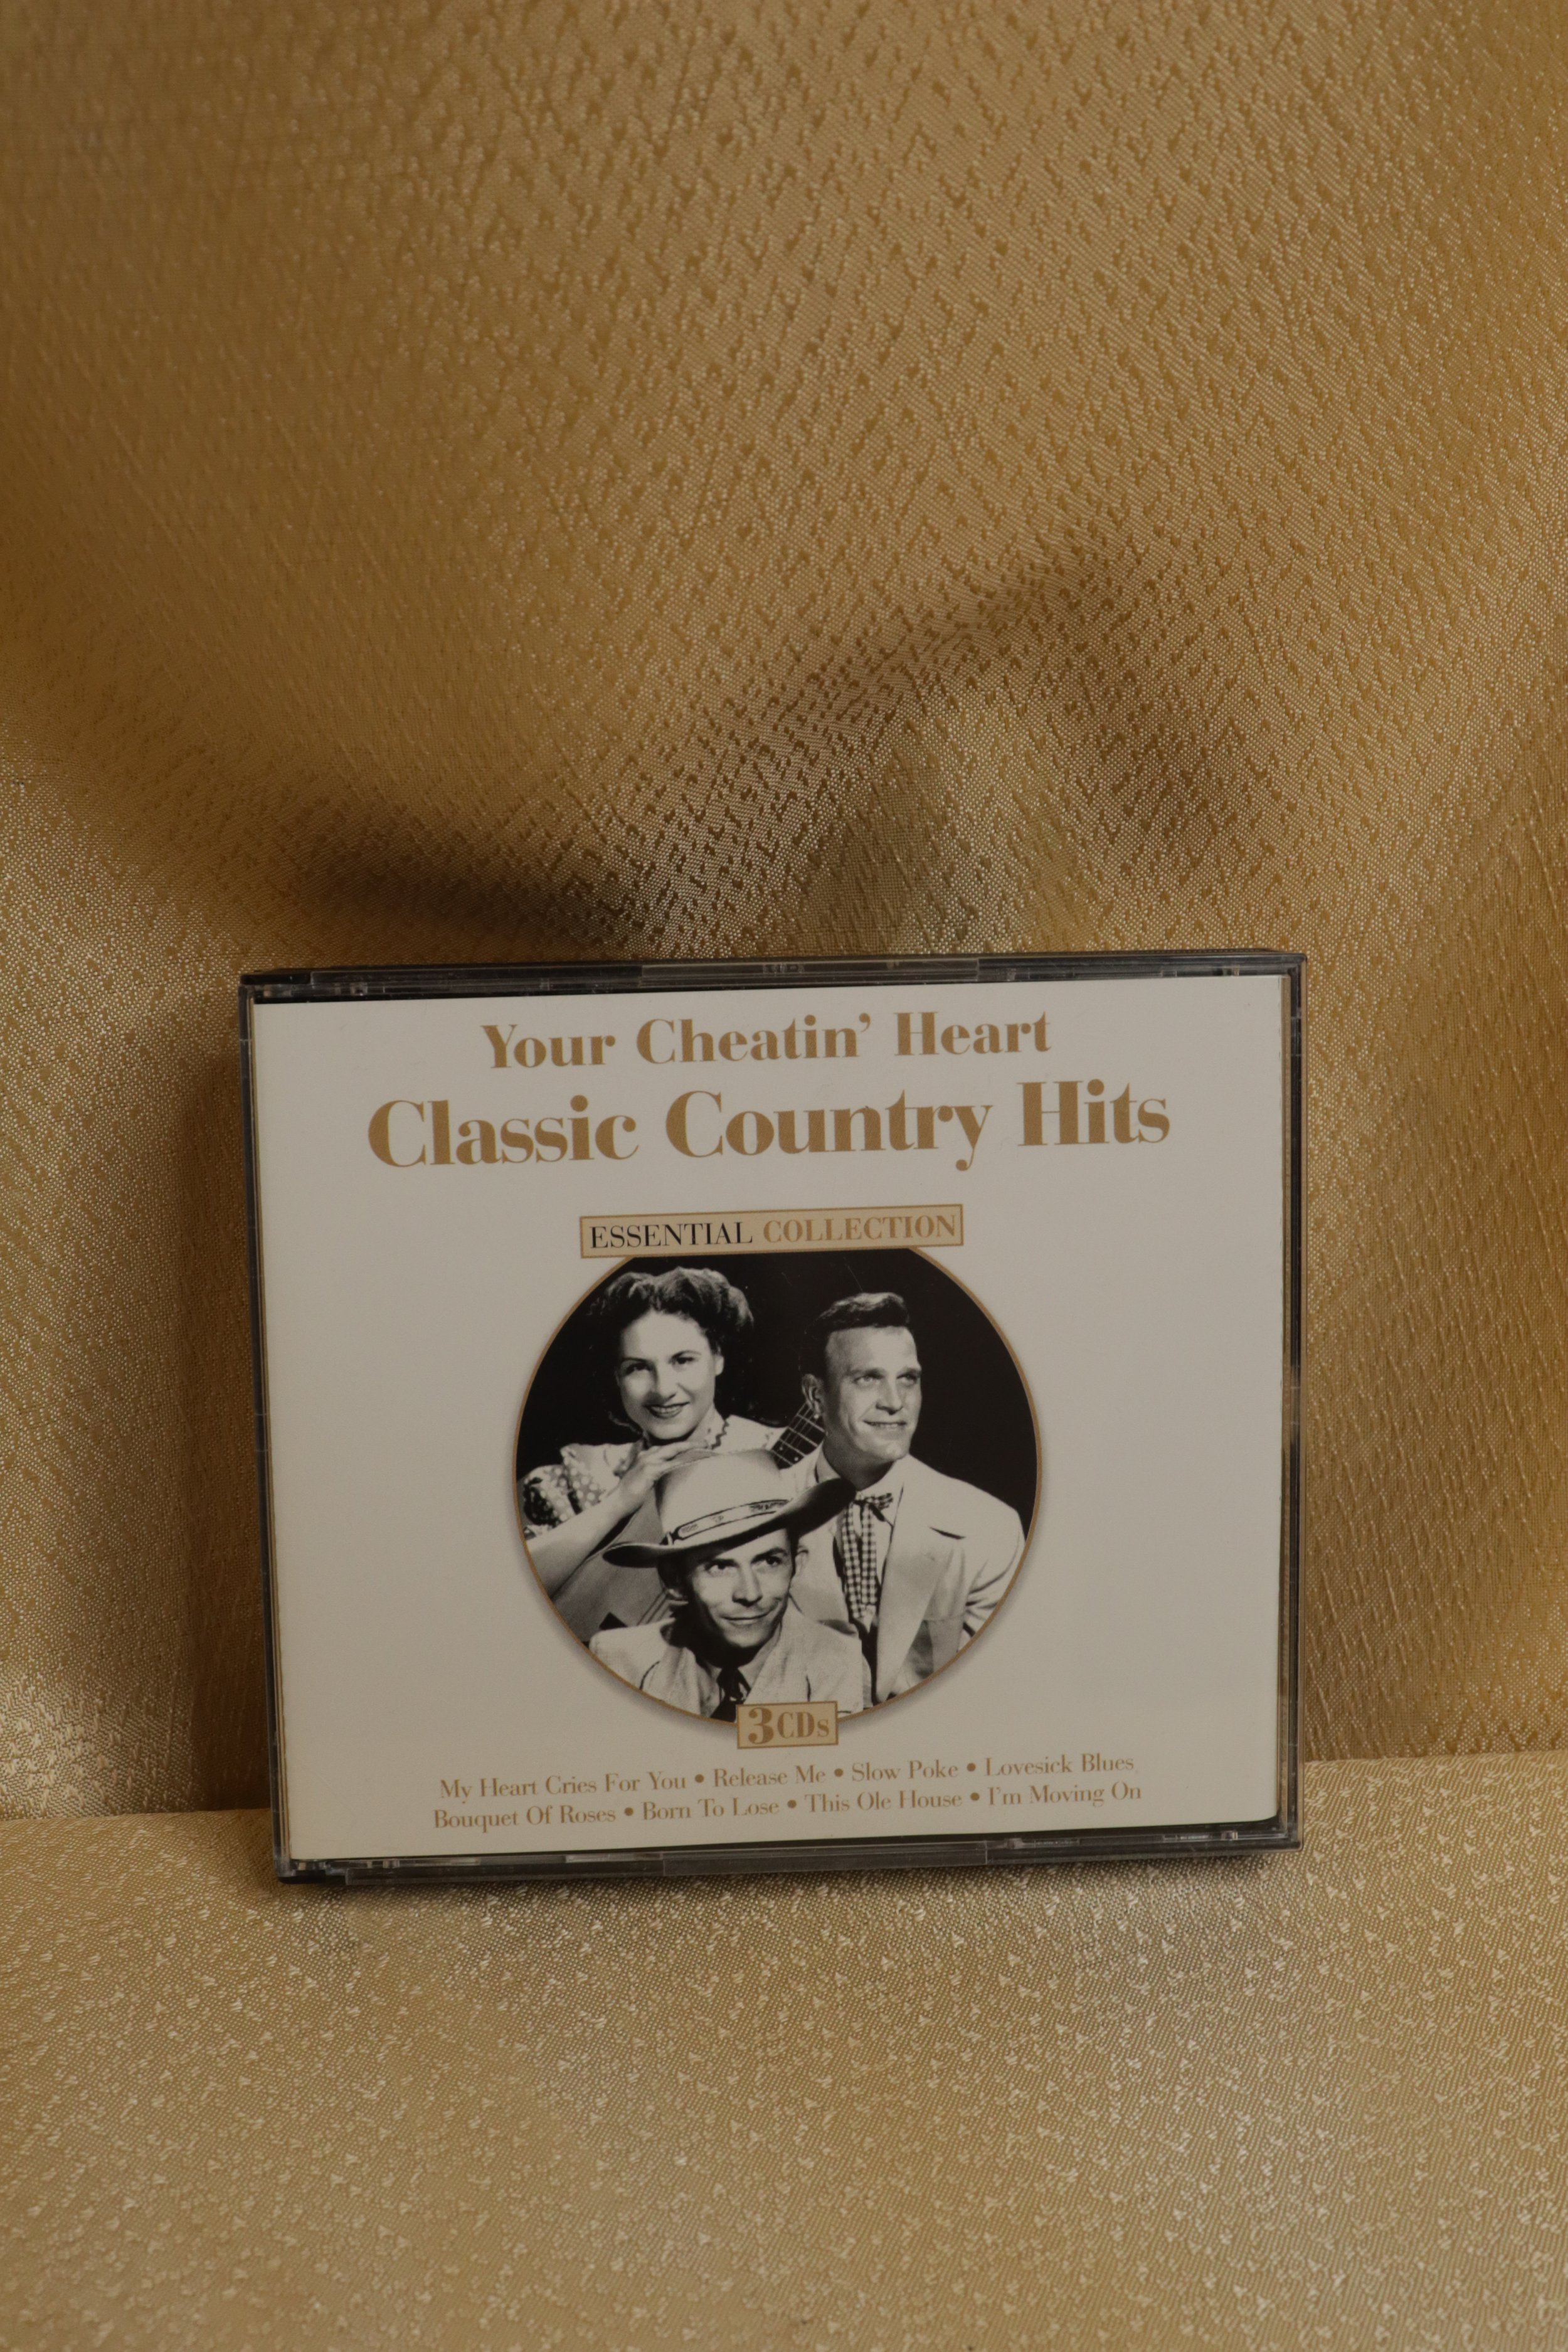 Your Cheatin' Heart
Classic Country Hits
ESSENTIAL COLLECTION
3CDs
My Heart Cries For You • Release Me • Slow Poke • Lovesick Blues
Bouquet Of Roses • Born To Lose • This Ole House • I'm Moving On